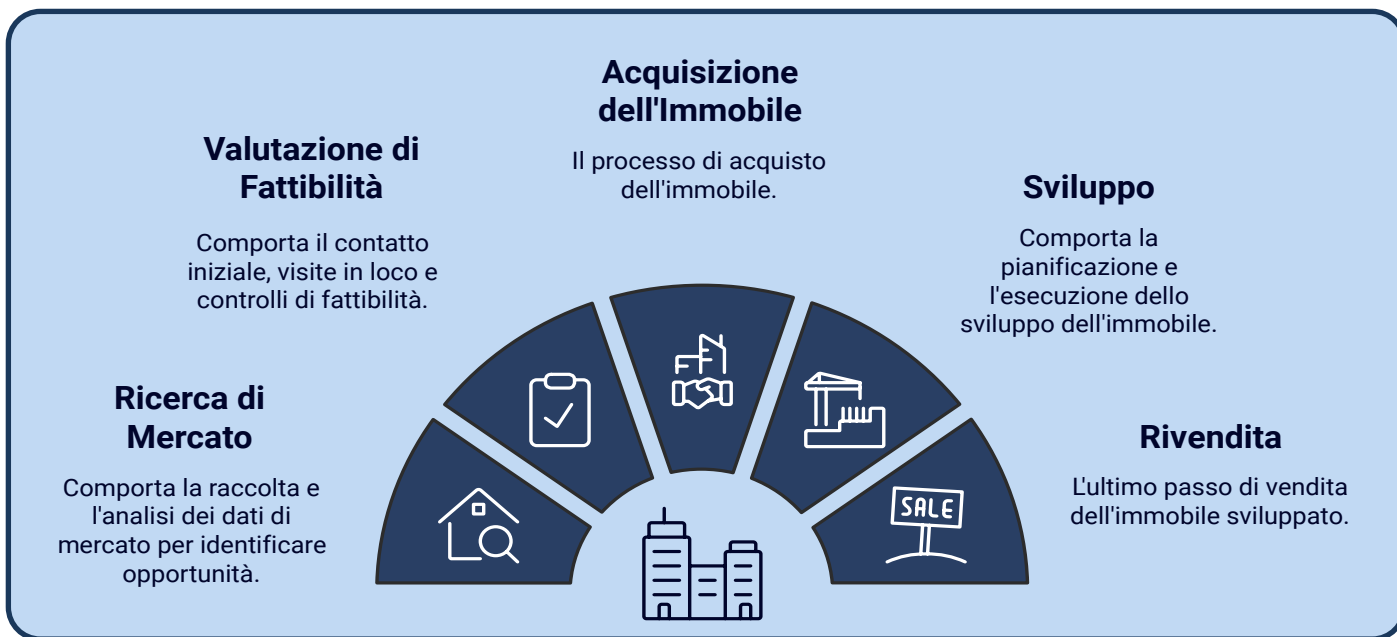 Ricerca di
Mercato
Comporta la raccolta e
l'analisi dei dati di
mercato per identificare
opportunità.
Valutazione di
Fattibilità
Comporta il contatto
iniziale, visite in loco e
controlli di fattibilità.
Acquisizione
dell'Immobile
Il processo di acquisto
dell'immobile.
Sviluppo
Comporta la
pianificazione e
l'esecuzione dello
sviluppo dell'immobile.
Rivendita
L'ultimo passo di vendita
dell'immobile sviluppato.
SALE